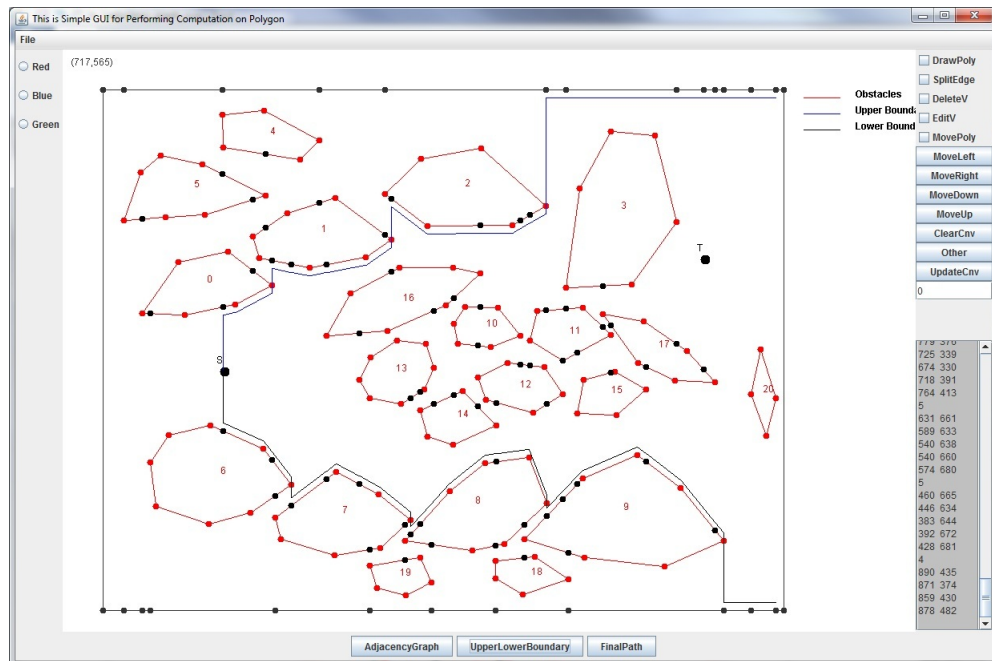 This is Simple GUI for Performing Computation on Polygon
File
Red
Blue
Green
(717,565)
Obstacles
Upper Bounda
Lower Bound
DrawPoly
SplitEdge
DeleteV
EditV
MovePoly
MoveLeft
MoveRight
MoveDown
MoveUp
ClearCnv
Other
UpdateCnv
0
4
5
2
3
1
T
0
16
10
11
17
S
13
12
15
14
20
6
7
8
9
19
18
779 376
725 339
674 330
718 391
764 413
5
631 661
589 633
540 638
540 660
574 680
5
460 665
446 634
383 644
392 672
428 681
4
890 435
871 374
859 430
878 482
AdjacencyGraph
UpperLowerBoundary
FinalPath